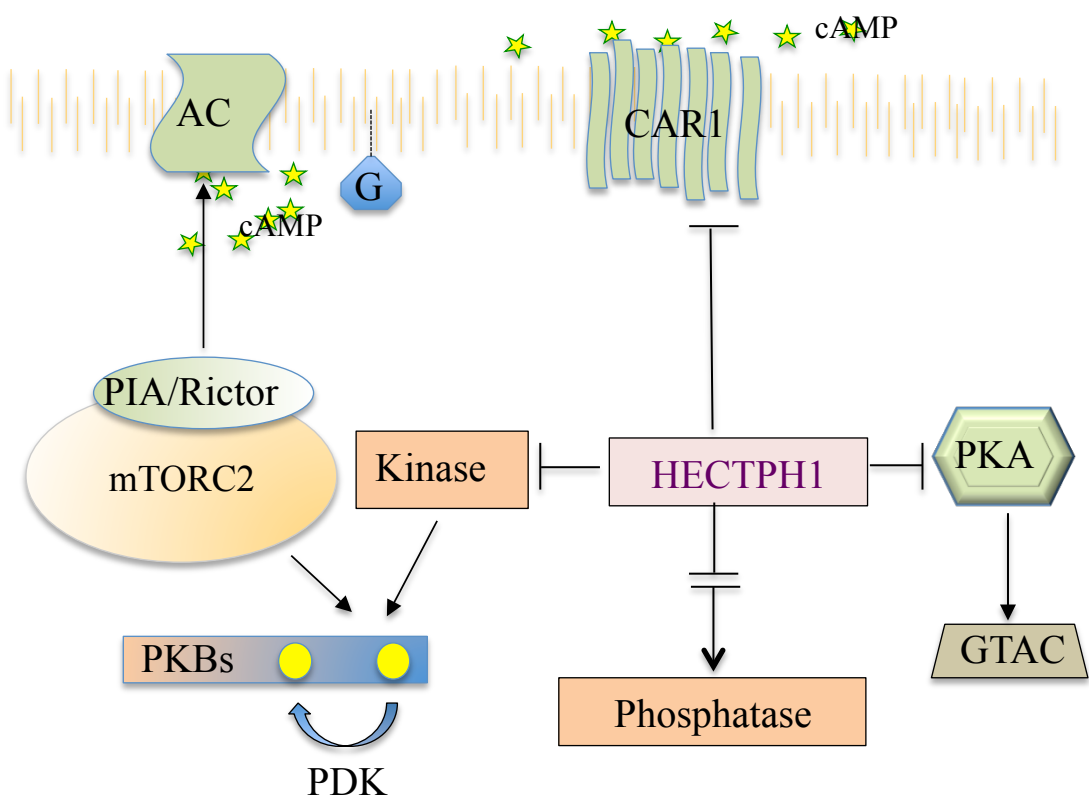 cAMP
AC
CAR1
G
cAMP
PIA/Rictor
mTORC2
Kinase
HECTPH1
PKA
PKBs
GTAC
Phosphatase
PDK